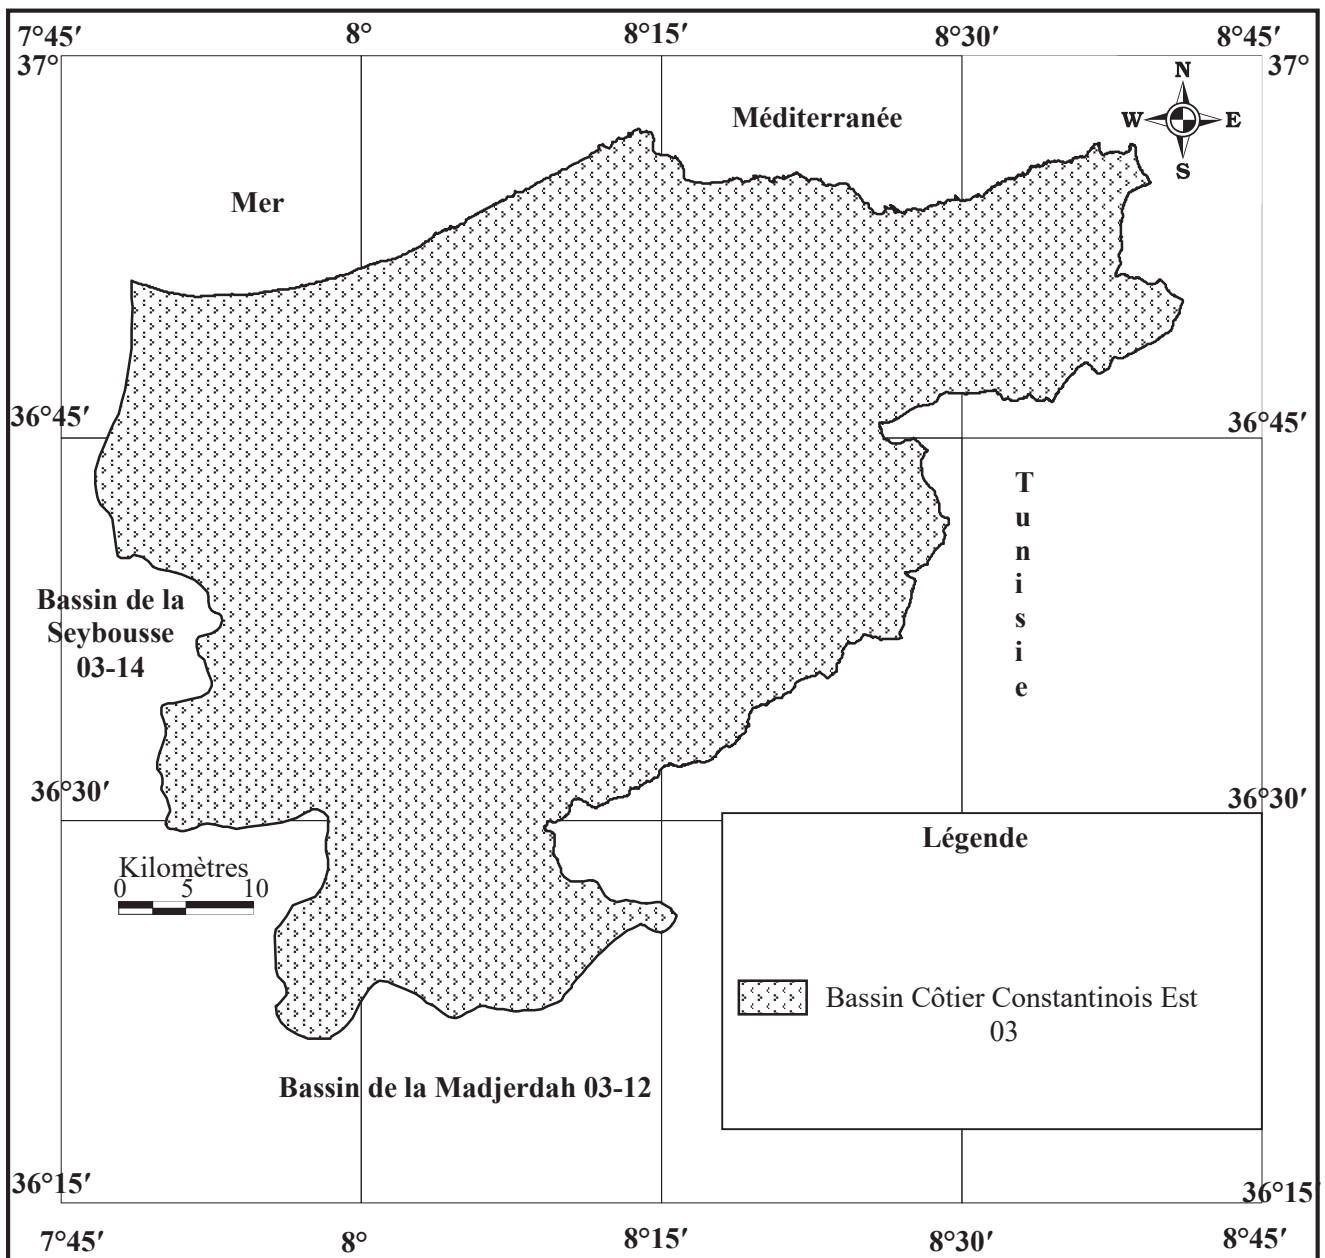 7°45′ 8° 8°15′ 8°30′ 8°45′
37° 37°
N
W E
S
Mer
Méditerranée
36°45′ 36°45′
Tunisie
Bassin de la
Seybousse
03-14
36°30′ 36°30′
Kilomètres
0 5 10
Légende
Bassin Côtier Constantinois Est
03
Bassin de la Madjerdah 03-12
36°15′ 36°15′
7°45′ 8° 8°15′ 8°30′ 8°45′